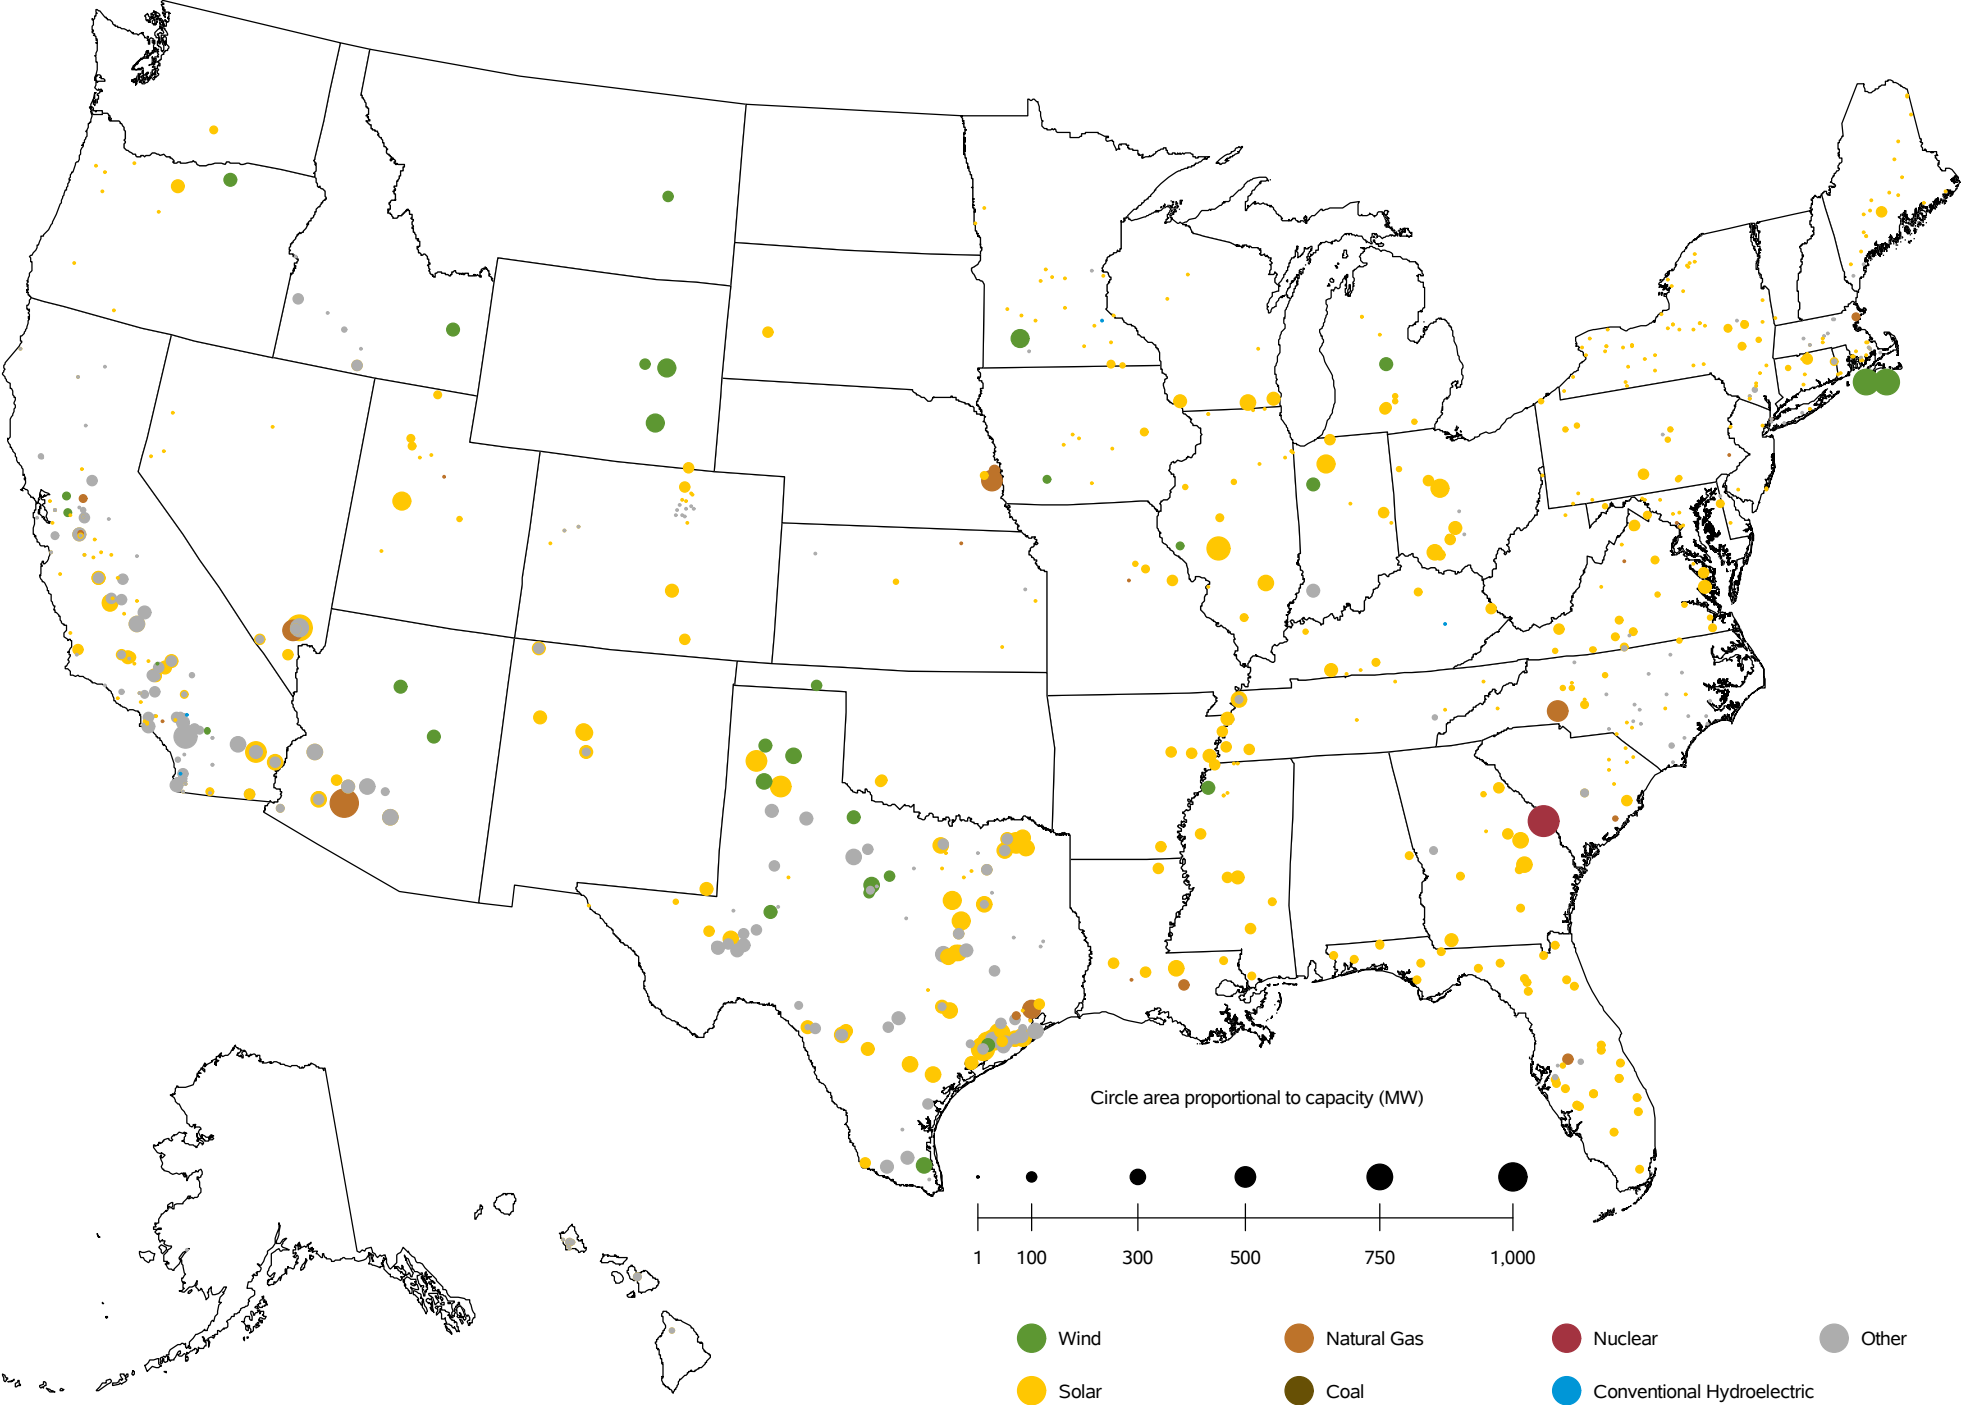 Circle area proportional to capacity (MW)
1 100 300 500 750 1,000
Wind Natural Gas Nuclear Other
Solar Coal Conventional Hydroelectric